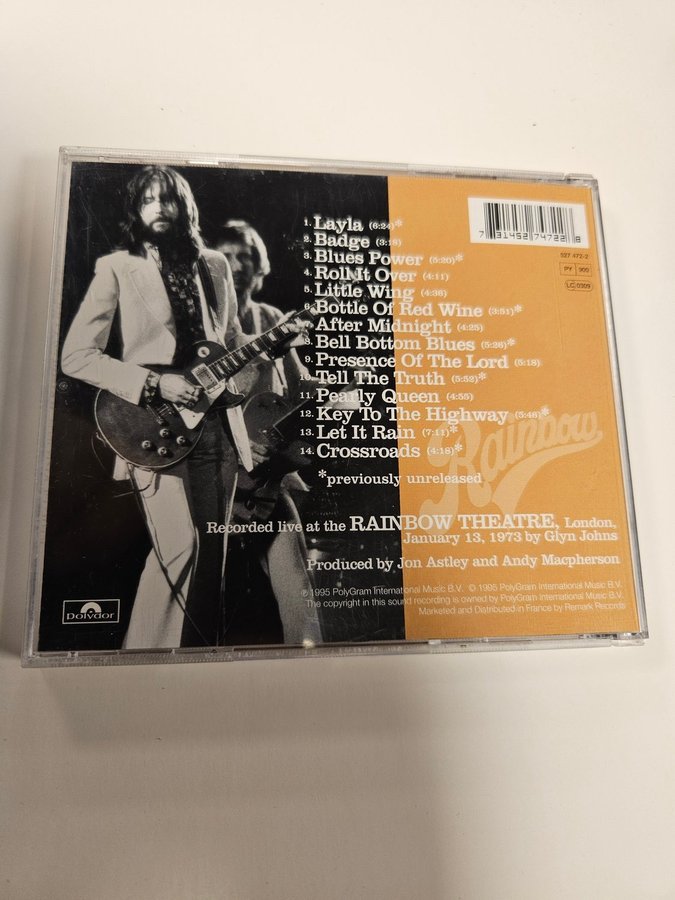 1. Layla (6:24)*
2. Badge (3:18)
3. Blues Power (5:20)*
4. Roll It Over (4:11)
5. Little Wing (4:36)
6. Bottle Of Red Wine (3:51)*
7. After Midnight (4:25)
8. Bell Bottom Blues (5:28)*
9. Presence Of The Lord (5:18)
10. Tell The Truth (5:52)*
11. Pearly Queen (4:55)
12. Key To The Highway (5:46)*
13. Let It Rain (7:11)*
14. Crossroads (4:18)*
*previously unreleased
7 31452 74722 8
527 472-2
PY 900
LC 0309
Rainbow
Recorded live at the RAINBOW THEATRE, London,
January 13, 1973 by Glyn Johns
Produced by Jon Astley and Andy Macpherson
℗ 1995 PolyGram International Music B.V. © 1995 PolyGram International Music B.V.
The copyright in this sound recording is owned by PolyGram International Music B.V.
Marketed and Distributed in France by Remark Records
Polydor